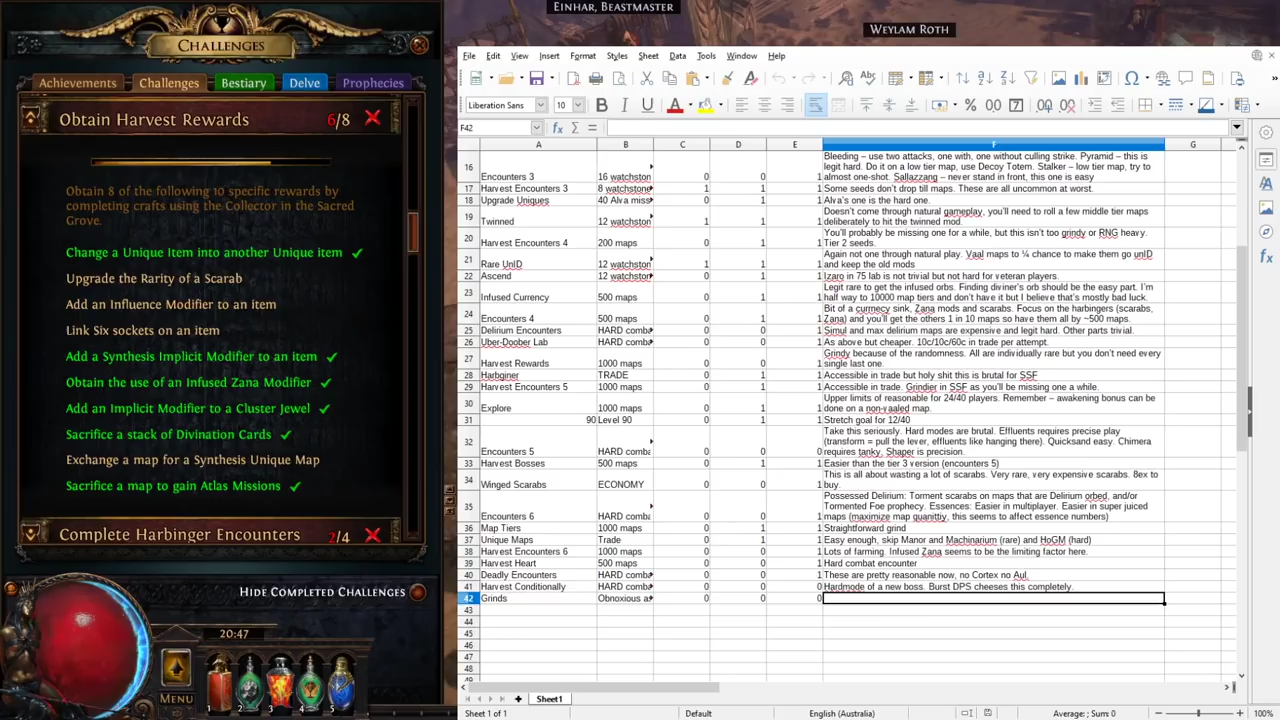 EINHAR, BEASTMASTER
WEYLAM ROTH
CHALLENGES
Achievements Challenges Bestiary Delve Prophecies
Obtain Harvest Rewards 6/8
Obtain 8 of the following 10 specific rewards by
completing crafts using the Collector in the Sacred
Grove.
Change a Unique Item into another Unique item
Upgrade the Rarity of a Scarab
Add an Influence Modifier to an item
Link Six sockets on an item
Add a Synthesis Implicit Modifier to an item
Obtain the use of an Infused Zana Modifier
Add an Implicit Modifier to a Cluster Jewel
Sacrifice a stack of Divination Cards
Exchange a map for a Synthesis Unique Map
Sacrifice a map to gain Atlas Missions
Complete Harbinger Encounters 2/4
HIDE COMPLETED CHALLENGES
20:47
MENU
1 2 3 4 5
File Edit View Insert Format Styles Sheet Data Tools Window Help
Liberation Sans 10
F42
A B C D E F G
Bleeding – use two attacks, one with, one without culling strike. Pyramid – this is
legit hard. Do it on a low tier map, use Decoy Totem. Stalker – low tier map, try to
16 Encounters 3 16 watchston 0 0 1 almost one-shot. Sallazzang – never stand in front, this one is easy
17 Harvest Encounters 3 8 watchstone 1 1 1 Some seeds don't drop till maps. These are all uncommon at worst.
18 Upgrade Uniques 40 Alva miss 0 1 1 Alva's one is the hard one.
Doesn't come through natural gameplay, you'll need to roll a few middle tier maps
19 Twinned 12 watchston 1 1 1 deliberately to hit the twinned mod.
You'll probably be missing one for a while, but this isn't too grindy or RNG heavy.
20 Harvest Encounters 4 200 maps 0 1 1 Tier 2 seeds.
Again not one through natural play. Vaal maps to ¼ chance to make them go unID
21 Rare UnID 12 watchston 0 1 1 and keep the old mods
22 Ascend 12 watchston 0 1 1 Izaro in 75 lab is not trivial but not hard for veteran players.
Legit rare to get the infused orbs. Finding diviner's orb should be the easy part. I'm
23 Infused Currency 500 maps 0 1 1 half way to 10000 map tiers and don't have it but I believe that's mostly bad luck.
Bit of a currnecy sink, Zana mods and scarabs. Focus on the harbingers (scarabs,
24 Encounters 4 500 maps 0 1 1 Zana) and you'll get the others 1 in 10 maps so have them all by ~500 maps.
25 Delirium Encounters HARD comba 0 0 1 Simul and max delirium maps are expensive and legit hard. Other parts trivial.
26 Uber-Doober Lab HARD comba 0 0 1 As above but cheaper. 10c/10c/60c in trade per attempt.
Grindy because of the randomness. All are individually rare but you don't need every
27 Harvest Rewards 1000 maps 0 1 1 single last one.
28 Harbginer TRADE 0 1 1 Accessible in trade but holy shit this is brutal for SSF
29 Harvest Encounters 5 1000 maps 0 1 1 Accessible in trade. Grindier in SSF as you'll be missing one a while.
Upper limits of reasonable for 24/40 players. Remember – awakening bonus can be
30 Explore 1000 maps 0 1 1 done on a non-vaaled map.
31 90 Level 90 0 1 1 Stretch goal for 12/40
Take this seriously. Hard modes are brutal. Effluents requires precise play
(transform = pull the lever, effluents like hanging there). Quicksand easy. Chimera
32 Encounters 5 HARD comba 0 0 0 requires tanky, Shaper is precision.
33 Harvest Bosses 500 maps 0 1 1 Easier than the tier 3 version (encounters 5)
This is all about wasting a lot of scarabs. Very rare, very expensive scarabs. 8ex to
34 Winged Scarabs ECONOMY 0 0 1 buy.
Possessed Delirium: Torment scarabs on maps that are Delirium orbed, and/or
Tormented Foe prophecy. Essences: Easier in multiplayer. Easier in super juiced
35 Encounters 6 HARD comba 0 0 1 maps (maximize map quanttiy, this seems to affect essence numbers)
36 Map Tiers 1000 maps 0 1 1 Straightforward grind
37 Unique Maps Trade 0 1 1 Easy enough, skip Manor and Machinarium (rare) and HoGM (hard)
38 Harvest Encounters 6 1000 maps 0 0 1 Lots of farming. Infused Zana seems to be the limiting factor here.
39 Harvest Heart 500 maps 0 0 1 Hard combat encounter
40 Deadly Encounters HARD comba 0 0 1 These are pretty reasonable now, no Cortex no Aul.
41 Harvest Conditionally HARD comba 0 0 1 Hardmode of a new boss. Burst DPS cheeses this completely.
42 Grinds Obnoxious a 0 0 0
43
44
45
46
47
48
Sheet1
Sheet 1 of 1 Default English (Australia) Average: ; Sum: 0 100%